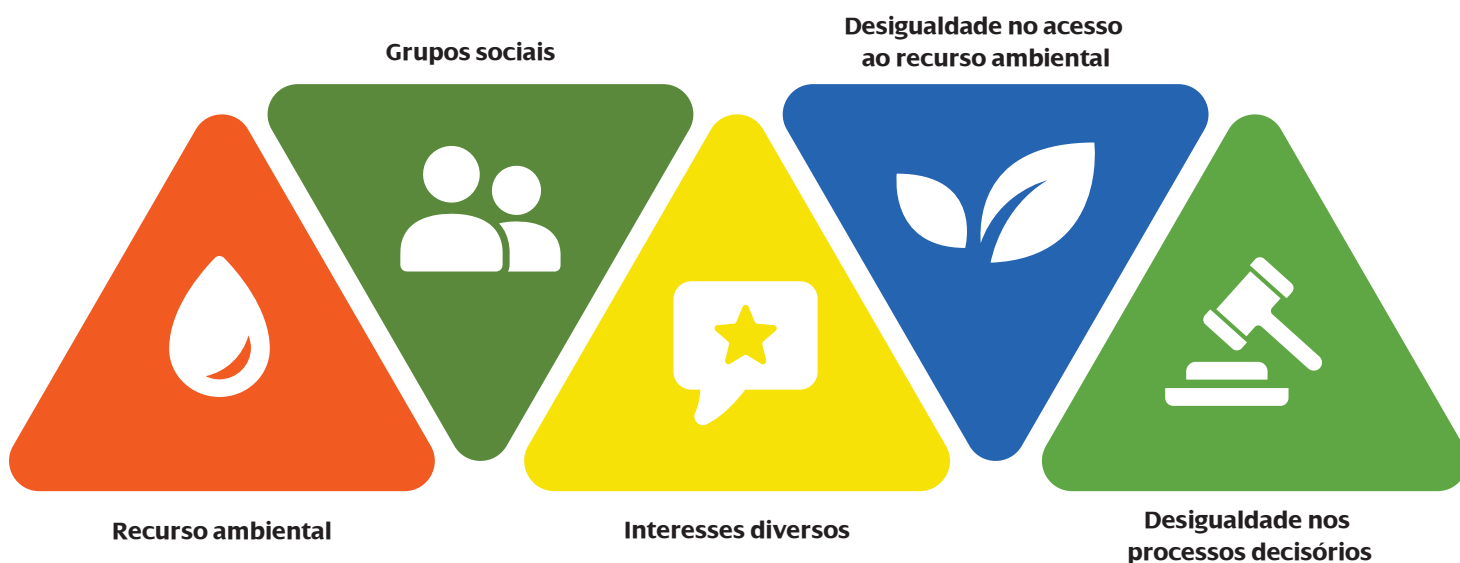 Grupos sociais
Desigualdade no acesso
ao recurso ambiental
Recurso ambiental
Interesses diversos
Desigualdade nos
processos decisórios